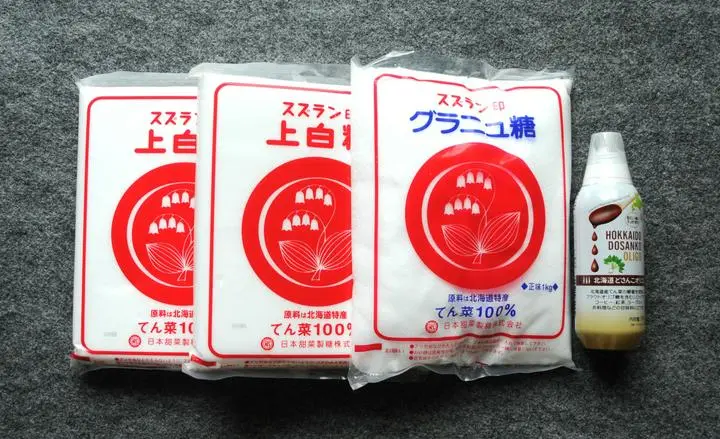 スズラン印
上白
原料は北海道特産
てん菜100%
日本甜菜製糖株式
スズラン印
上白糖
原料は北海道特産
てん菜100%
日本甜菜製糖株式
スズラン印
グラニュ糖
◆正味1kg◆
原料は北海道特産
てん菜100%
日本甜菜製糖株式会社
HOKKAIDO
DOSANKO
OLIGO
北海道どさんこオリゴ